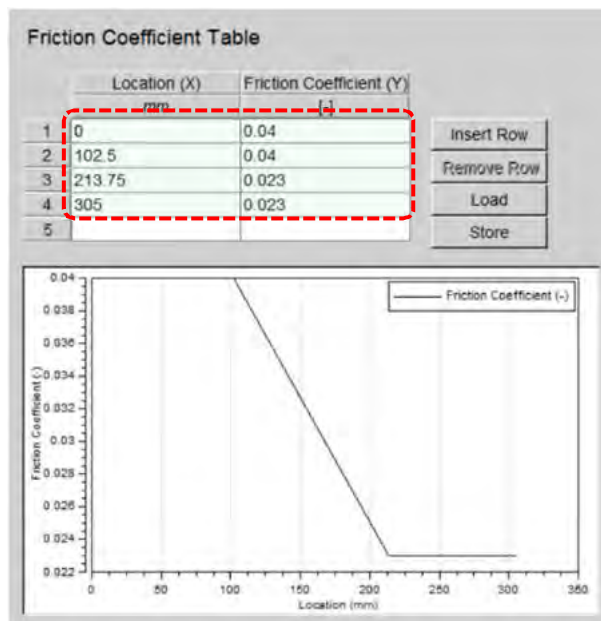 Friction Coefficient Table
Location (X) Friction Coefficient (Y)
mm [-]
1 0 0.04
2 102.5 0.04
3 213.75 0.023
4 305 0.023
5
Insert Row
Remove Row
Load
Store
Friction Coefficient (-)
0.04
0.038
0.036
0.034
0.032
0.03
0.028
0.026
0.024
0.022
Friction Coefficient (-)
0 50 100 150 200 250 300 350
Location (mm)